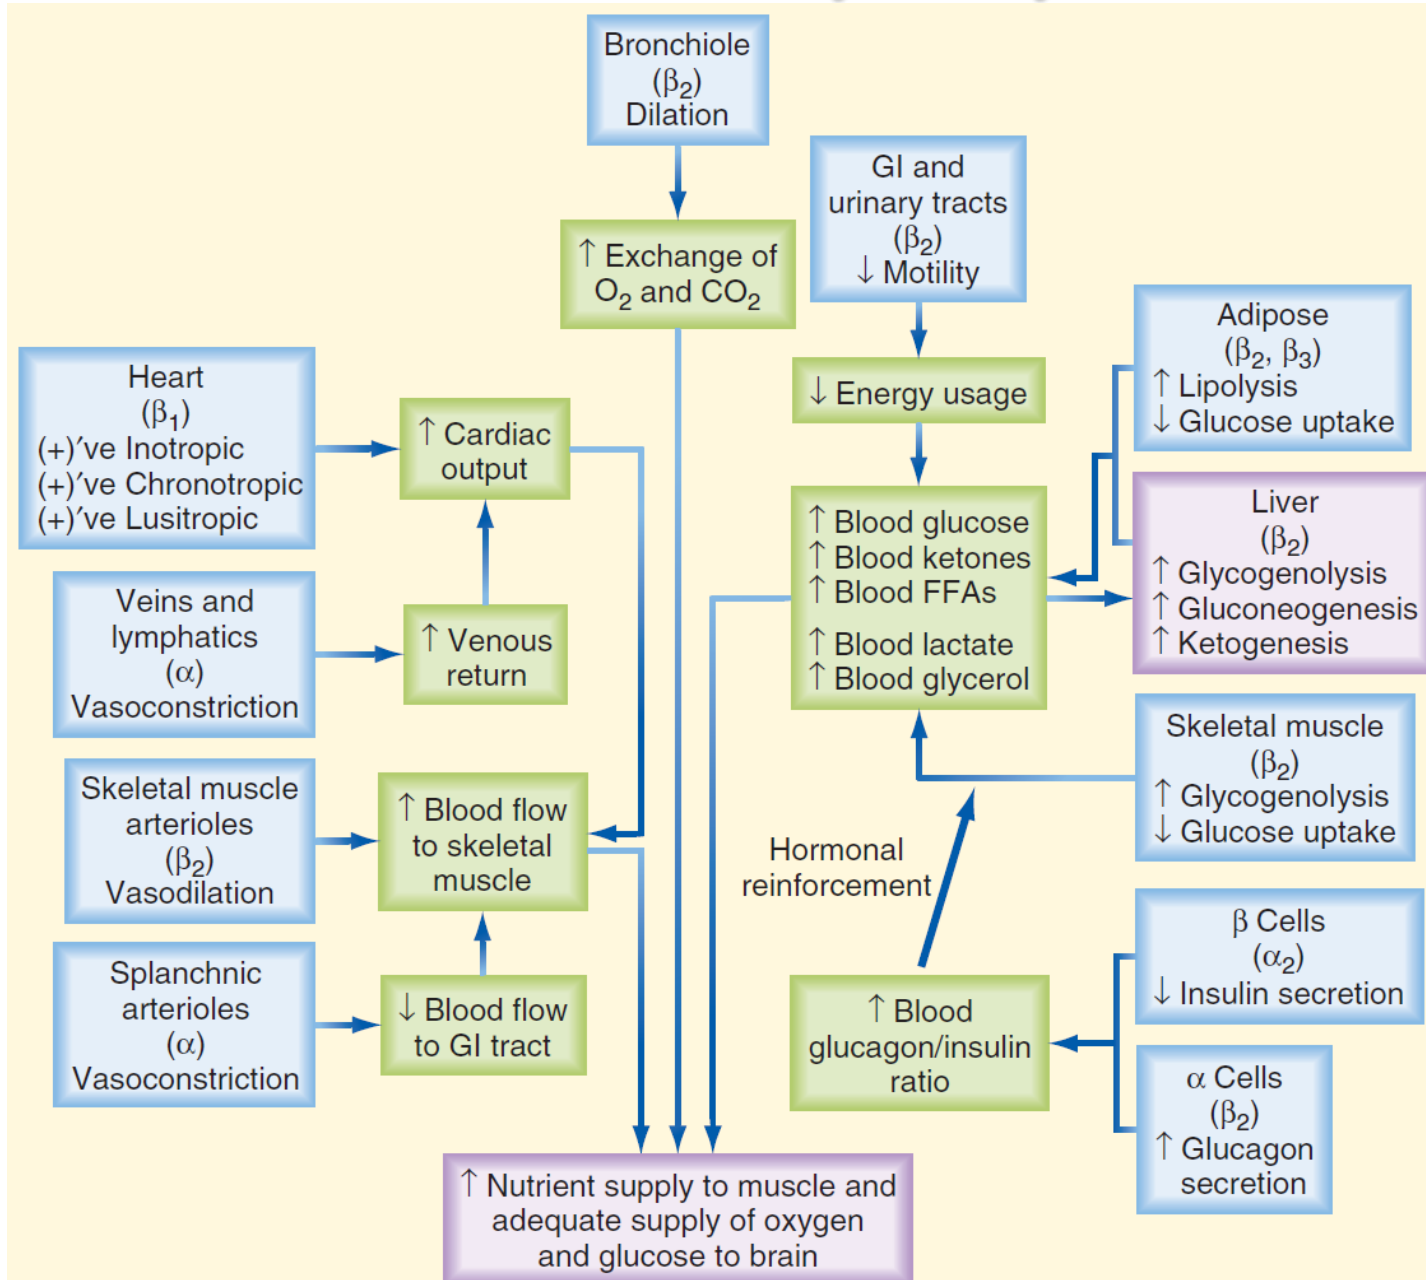 Bronchiole
(β₂)
Dilation
↑ Exchange of
O₂ and CO₂
GI and
urinary tracts
(β₂)
↓ Motility
↓ Energy usage
Adipose
(β₂, β₃)
↑ Lipolysis
↓ Glucose uptake
Heart
(β₁)
(+)′ve Inotropic
(+)′ve Chronotropic
(+)′ve Lusitropic
↑ Cardiac
output
↑ Blood glucose
↑ Blood ketones
↑ Blood FFAs
↑ Blood lactate
↑ Blood glycerol
Liver
(β₂)
↑ Glycogenolysis
↑ Gluconeogenesis
↑ Ketogenesis
Veins and
lymphatics
(α)
Vasoconstriction
↑ Venous
return
Skeletal muscle
(β₂)
↑ Glycogenolysis
↓ Glucose uptake
Skeletal muscle
arterioles
(β₂)
Vasodilation
↑ Blood flow
to skeletal
muscle
Hormonal
reinforcement
β Cells
(α₂)
↓ Insulin secretion
Splanchnic
arterioles
(α)
Vasoconstriction
↓ Blood flow
to GI tract
↑ Blood
glucagon/insulin
ratio
α Cells
(β₂)
↑ Glucagon
secretion
↑ Nutrient supply to muscle and
adequate supply of oxygen
and glucose to brain